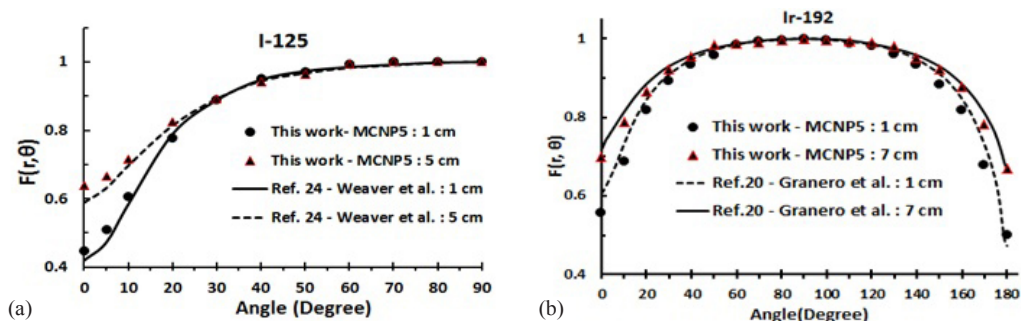 (a)
I-125
F(r,θ)
1
0.8
0.6
0.4
This work- MCNP5 : 1 cm
This work - MCNP5 : 5 cm
Ref. 24 - Weaver et al. : 1 cm
Ref. 24 - Weaver et al. : 5 cm
0 10 20 30 40 50 60 70 80 90
Angle (Degree)
(b)
Ir-192
F(r,θ)
1
0.8
0.6
0.4
This work - MCNP5 : 1 cm
This work - MCNP5 : 7 cm
Ref.20 - Granero et al. : 1 cm
Ref.20 - Granero et al. : 7 cm
0 20 40 60 80 100 120 140 160 180
Angle(Degree)